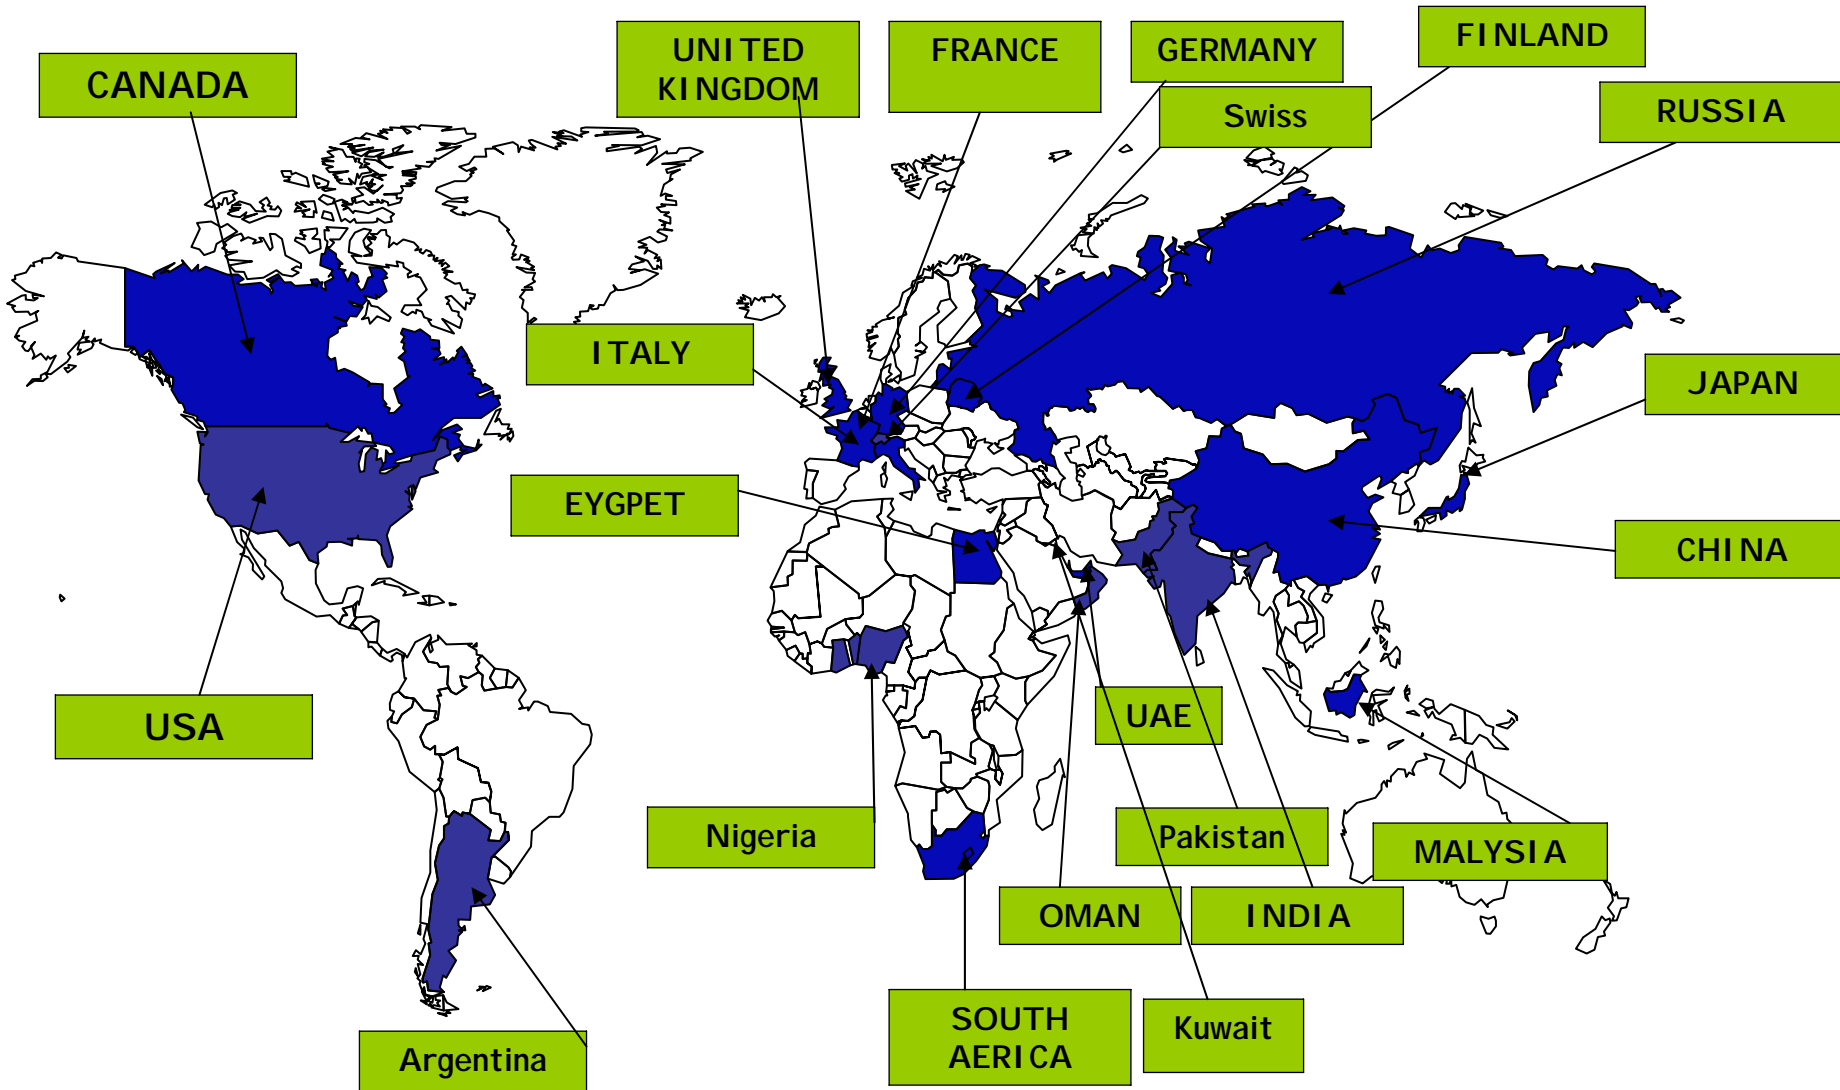 FINLAND
UNITED
KINGDOM
FRANCE
GERMANY
CANADA
Swiss
RUSSIA
ITALY
JAPAN
EYGPET
CHINA
USA
UAE
Nigeria
Pakistan
MALYSIA
OMAN
INDIA
SOUTH
AERICA
Kuwait
Argentina